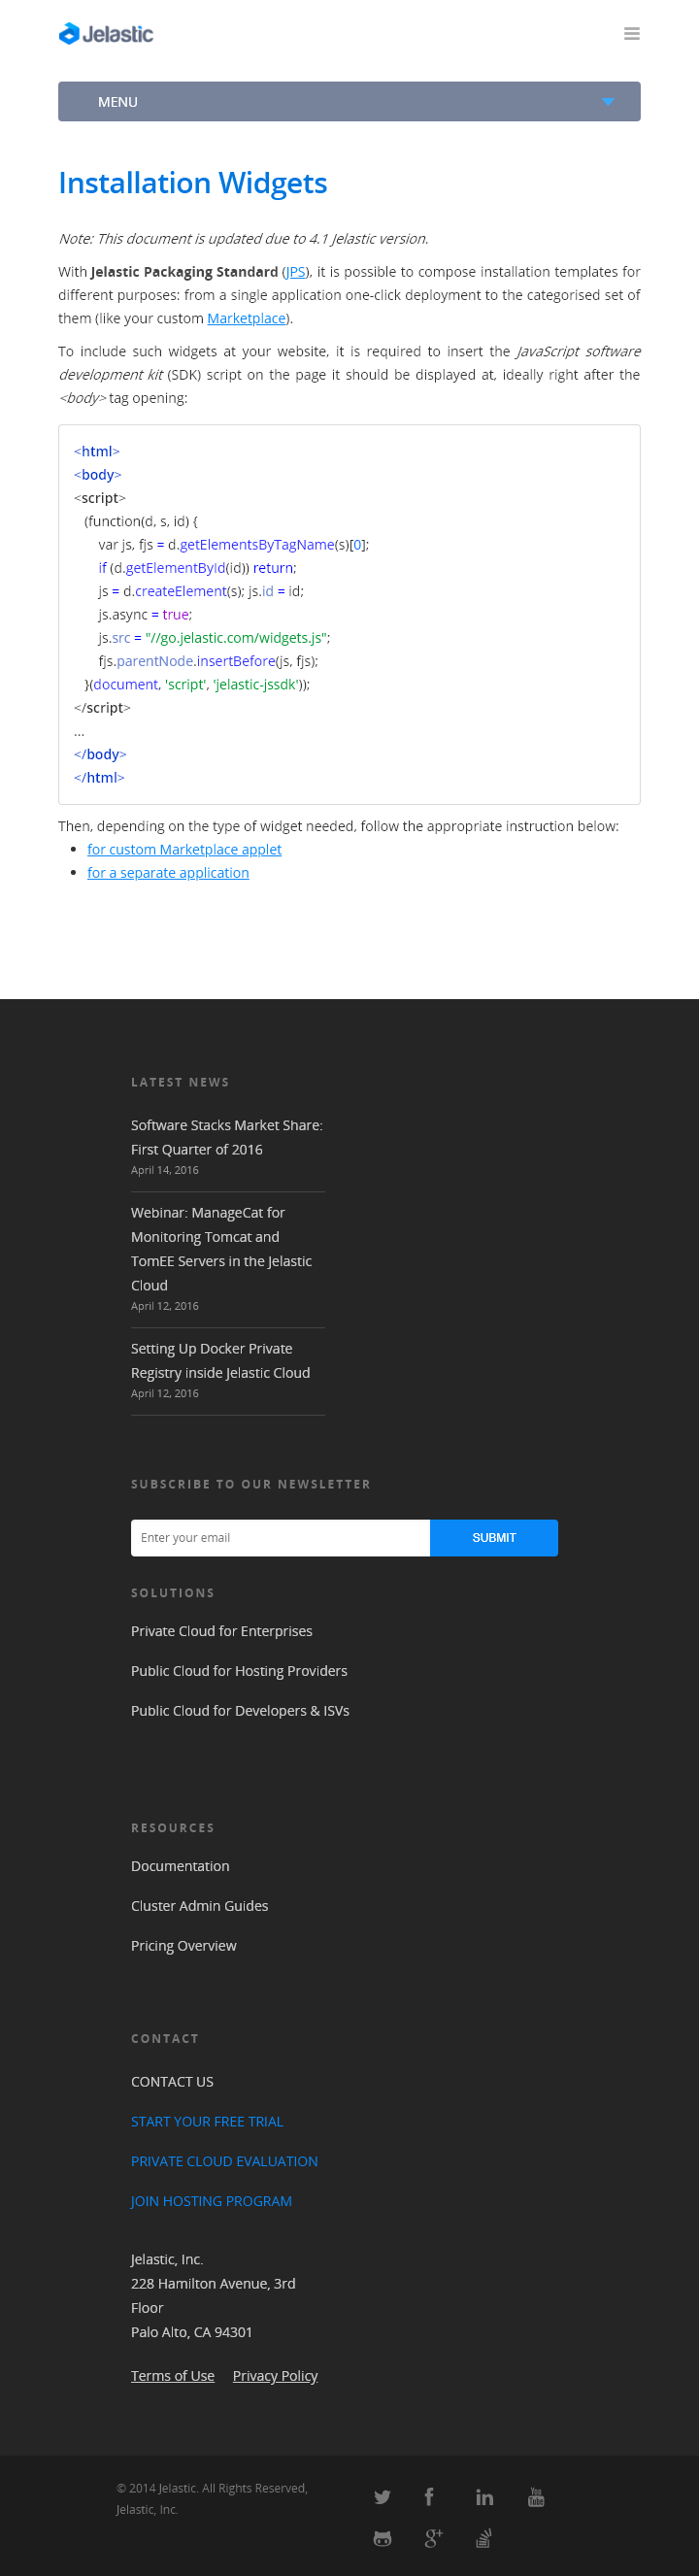 Jelastic
MENU
Installation Widgets
Note: This document is updated due to 4.1 Jelastic version.
With Jelastic Packaging Standard (JPS), it is possible to compose installation templates for
different purposes: from a single application one-click deployment to the categorised set of
them (like your custom Marketplace).
To include such widgets at your website, it is required to insert the JavaScript software
development kit (SDK) script on the page it should be displayed at, ideally right after the
<body> tag opening:
<html>
<body>
<script>
(function(d, s, id) {
var js, fjs = d.getElementsByTagName(s)[0];
if (d.getElementById(id)) return;
js = d.createElement(s); js.id = id;
js.async = true;
js.src = "//go.jelastic.com/widgets.js";
fjs.parentNode.insertBefore(js, fjs);
}(document, 'script', 'jelastic-jssdk'));
</script>
...
</body>
</html>
Then, depending on the type of widget needed, follow the appropriate instruction below:
• for custom Marketplace applet
• for a separate application
LATEST NEWS
Software Stacks Market Share:
First Quarter of 2016
April 14, 2016
Webinar: ManageCat for
Monitoring Tomcat and
TomEE Servers in the Jelastic
Cloud
April 12, 2016
Setting Up Docker Private
Registry inside Jelastic Cloud
April 12, 2016
SUBSCRIBE TO OUR NEWSLETTER
Enter your email SUBMIT
SOLUTIONS
Private Cloud for Enterprises
Public Cloud for Hosting Providers
Public Cloud for Developers & ISVs
RESOURCES
Documentation
Cluster Admin Guides
Pricing Overview
CONTACT
CONTACT US
START YOUR FREE TRIAL
PRIVATE CLOUD EVALUATION
JOIN HOSTING PROGRAM
Jelastic, Inc.
228 Hamilton Avenue, 3rd
Floor
Palo Alto, CA 94301
Terms of Use Privacy Policy
© 2014 Jelastic. All Rights Reserved,
Jelastic, Inc.